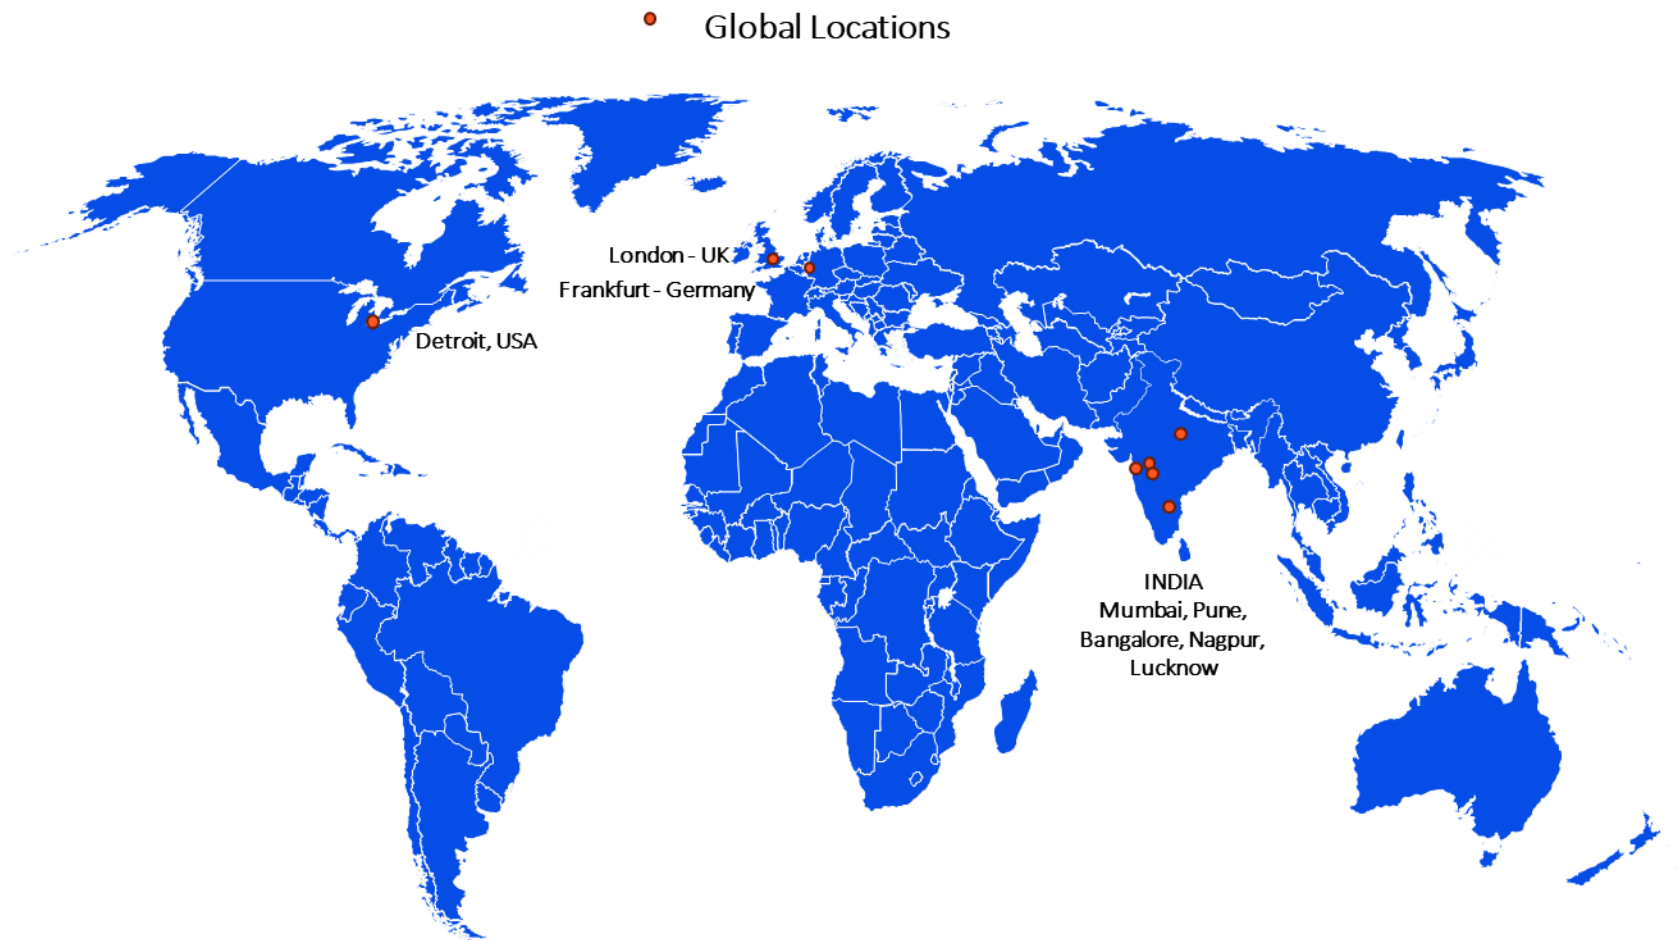 Global Locations
London - UK
Frankfurt - Germany
Detroit, USA
INDIA
Mumbai, Pune,
Bangalore, Nagpur,
Lucknow